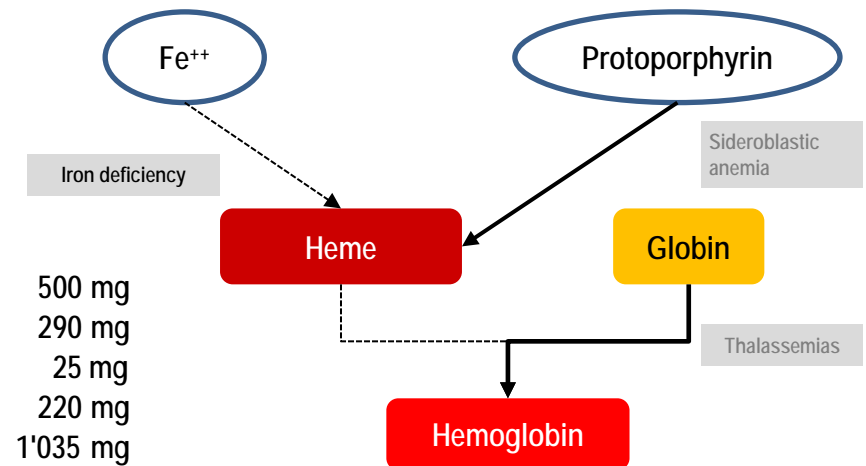 Fe⁺⁺
Protoporphyrin
Sideroblastic
anemia
Iron deficiency
Heme
Globin
500 mg
290 mg
25 mg
220 mg
1'035 mg
Thalassemias
Hemoglobin